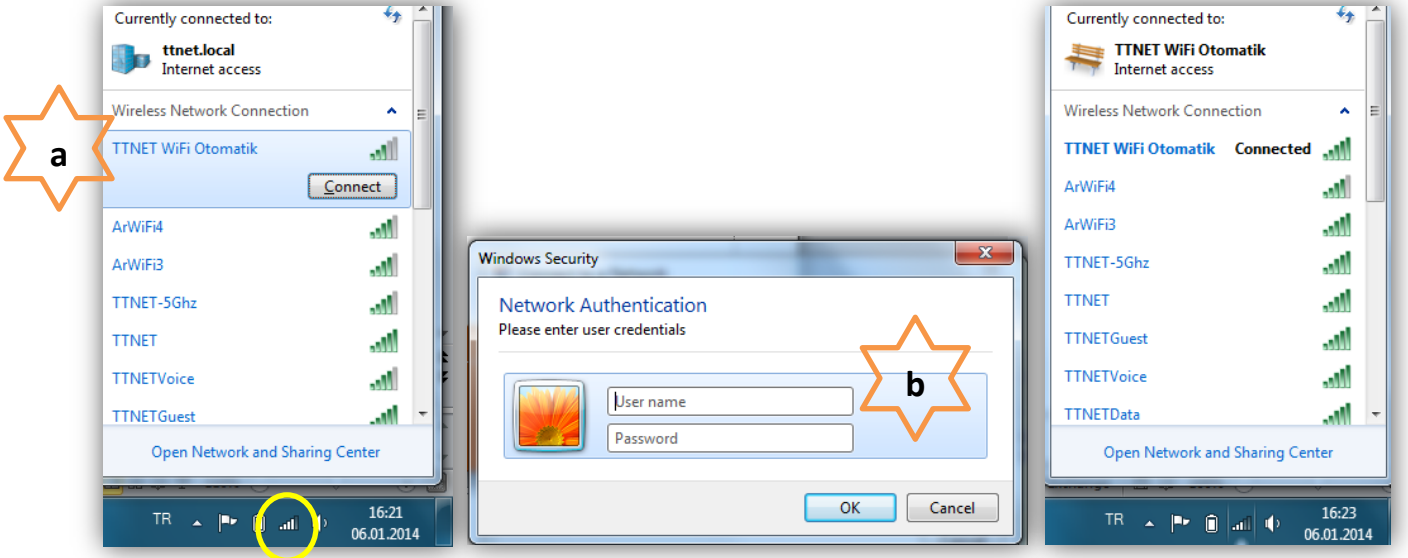 Currently connected to:
ttnet.local
Internet access
Wireless Network Connection
a
TTNET WiFi Otomatik
Connect
ArWiFi4
ArWiFi3
TTNET-5Ghz
TTNET
TTNETVoice
TTNETGuest
Open Network and Sharing Center
TR
16:21
06.01.2014
Windows Security
Network Authentication
Please enter user credentials
b
User name
Password
OK Cancel
Currently connected to:
TTNET WiFi Otomatik
Internet access
Wireless Network Connection
TTNET WiFi Otomatik Connected
ArWiFi4
ArWiFi3
TTNET-5Ghz
TTNET
TTNETGuest
TTNETVoice
TTNETData
Open Network and Sharing Center
TR
16:23
06.01.2014